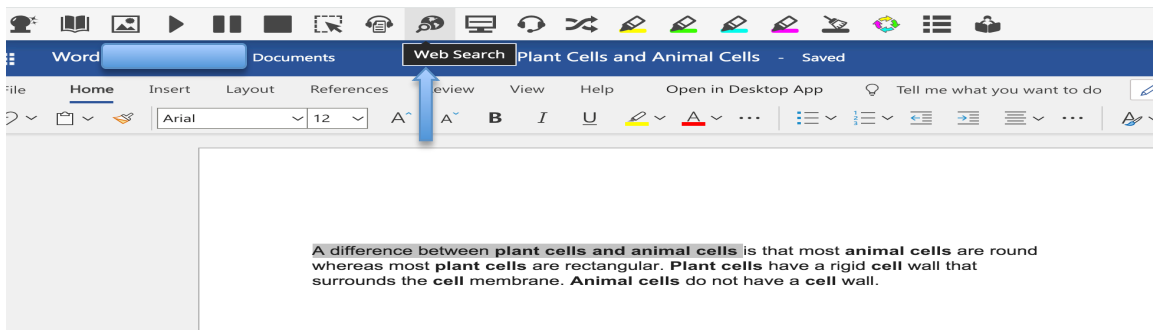 Word Documents Web Search Plant Cells and Animal Cells - Saved
File Home Insert Layout References Review View Help Open in Desktop App Tell me what you want to do
Arial 12 A A B I U A
A difference between plant cells and animal cells is that most animal cells are round
whereas most plant cells are rectangular. Plant cells have a rigid cell wall that
surrounds the cell membrane. Animal cells do not have a cell wall.